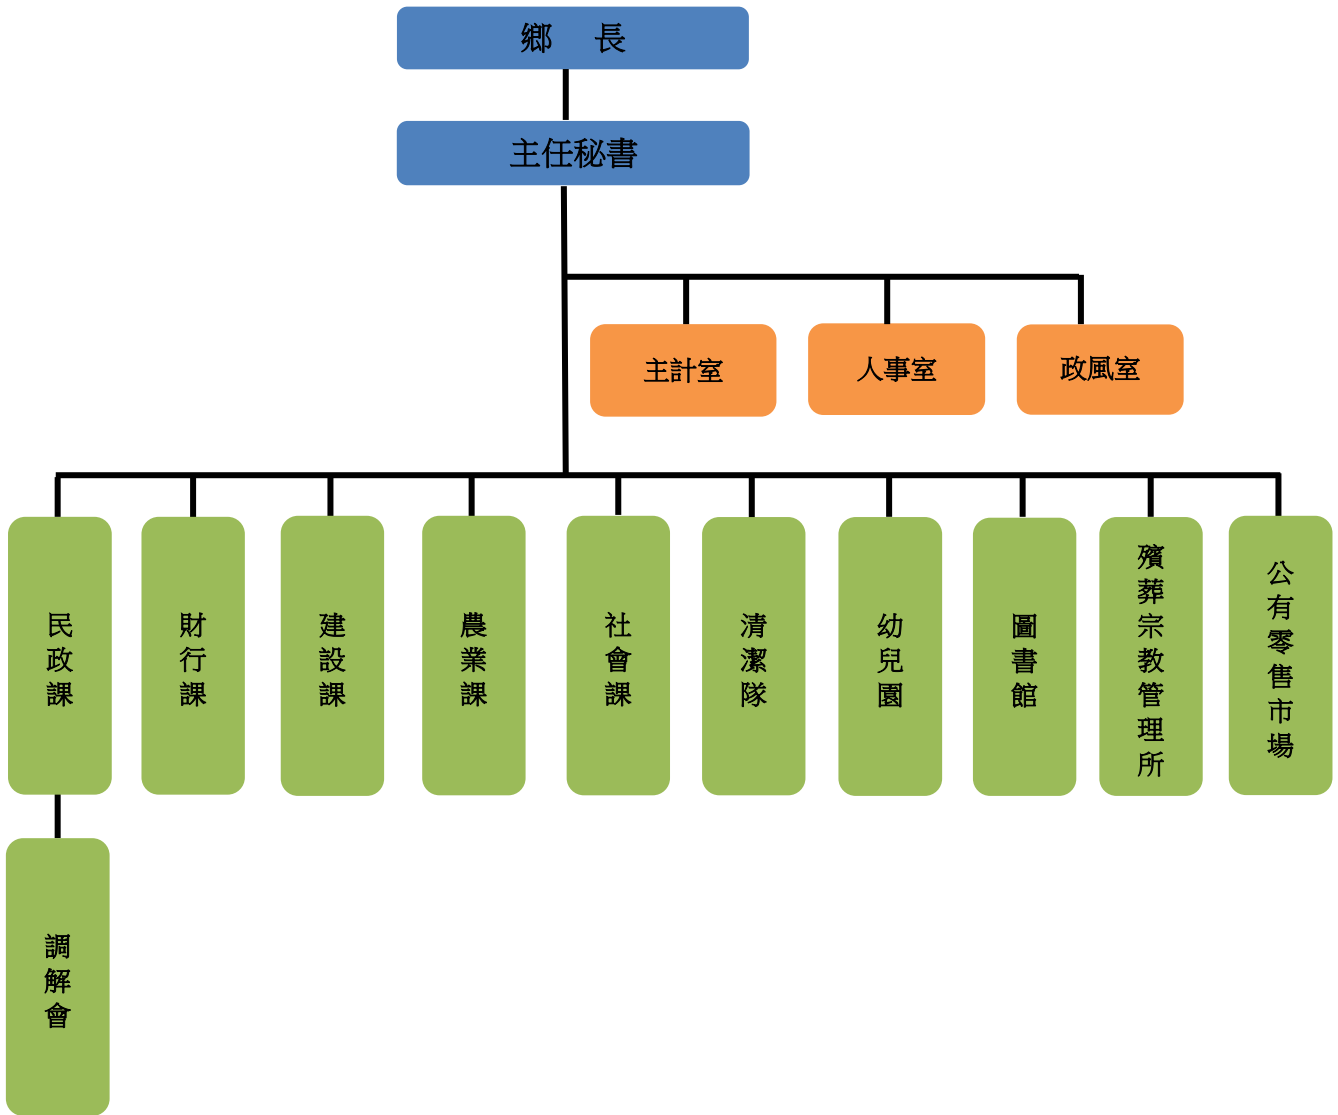 鄉 長
主任秘書
主計室
人事室
政風室
民政課
財行課
建設課
農業課
社會課
清潔隊
幼兒園
圖書館
殯葬宗教管理所
公有零售市場
調解會